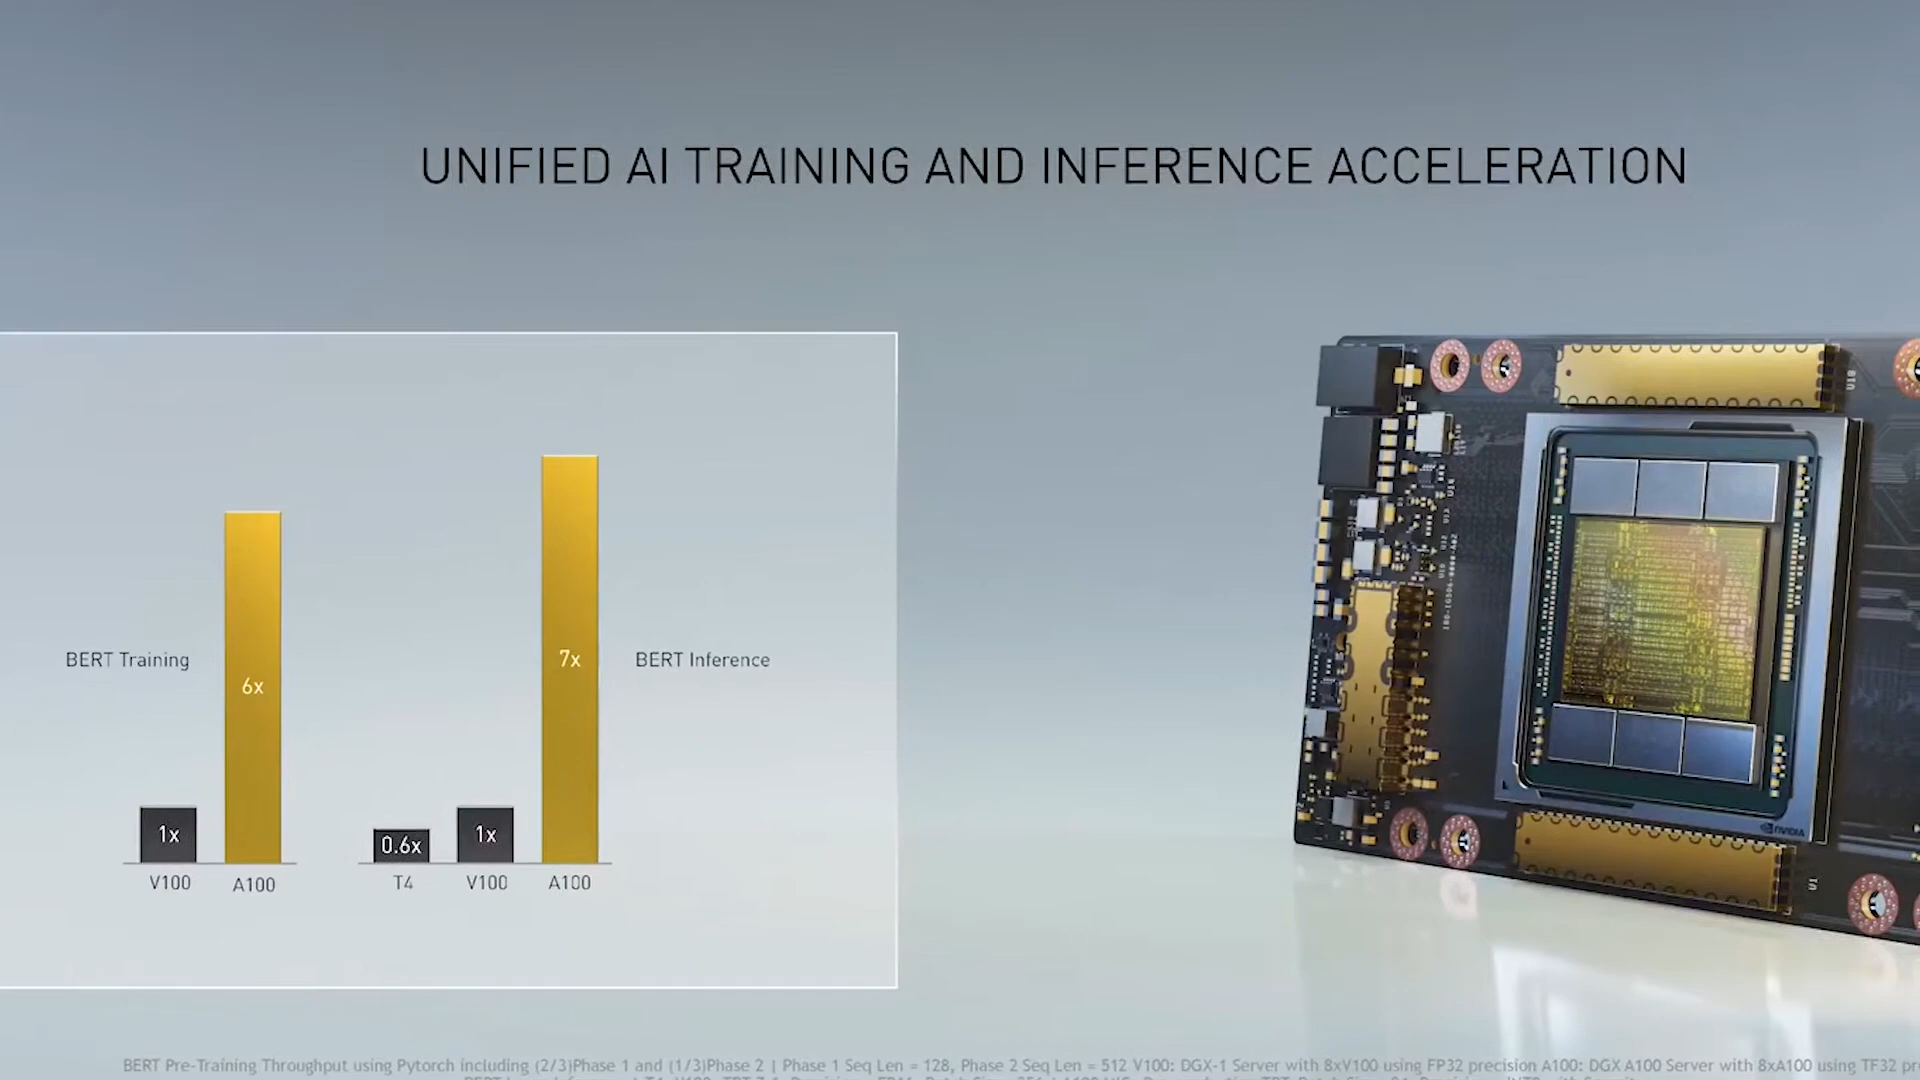 UNIFIED AI TRAINING AND INFERENCE ACCELERATION
BERT Training
6x
1x
V100
A100
7x
BERT Inference
0.6x
1x
T4
V100
A100
NVIDIA
U18
U1
BERT Pre-Training Throughput using Pytorch including (2/3)Phase 1 and (1/3)Phase 2 | Phase 1 Seq Len = 128, Phase 2 Seq Len = 512 V100: DGX-1 Server with 8xV100 using FP32 precision A100: DGX A100 Server with 8xA100 using TF32